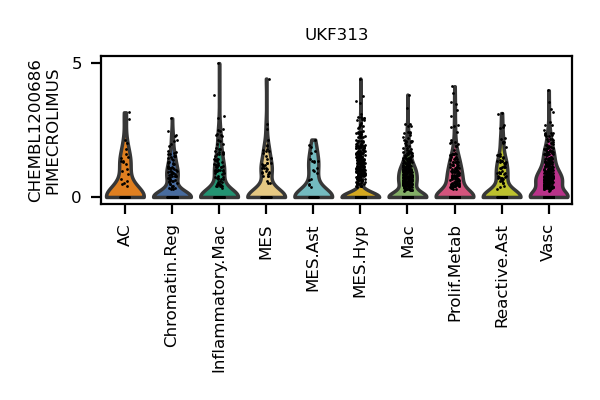 UKF313
CHEMBL1200686
PIMECROLIMUS
5
0
AC
Chromatin.Reg
Inflammatory.Mac
MES
MES.Ast
MES.Hyp
Mac
Prolif.Metab
Reactive.Ast
Vasc